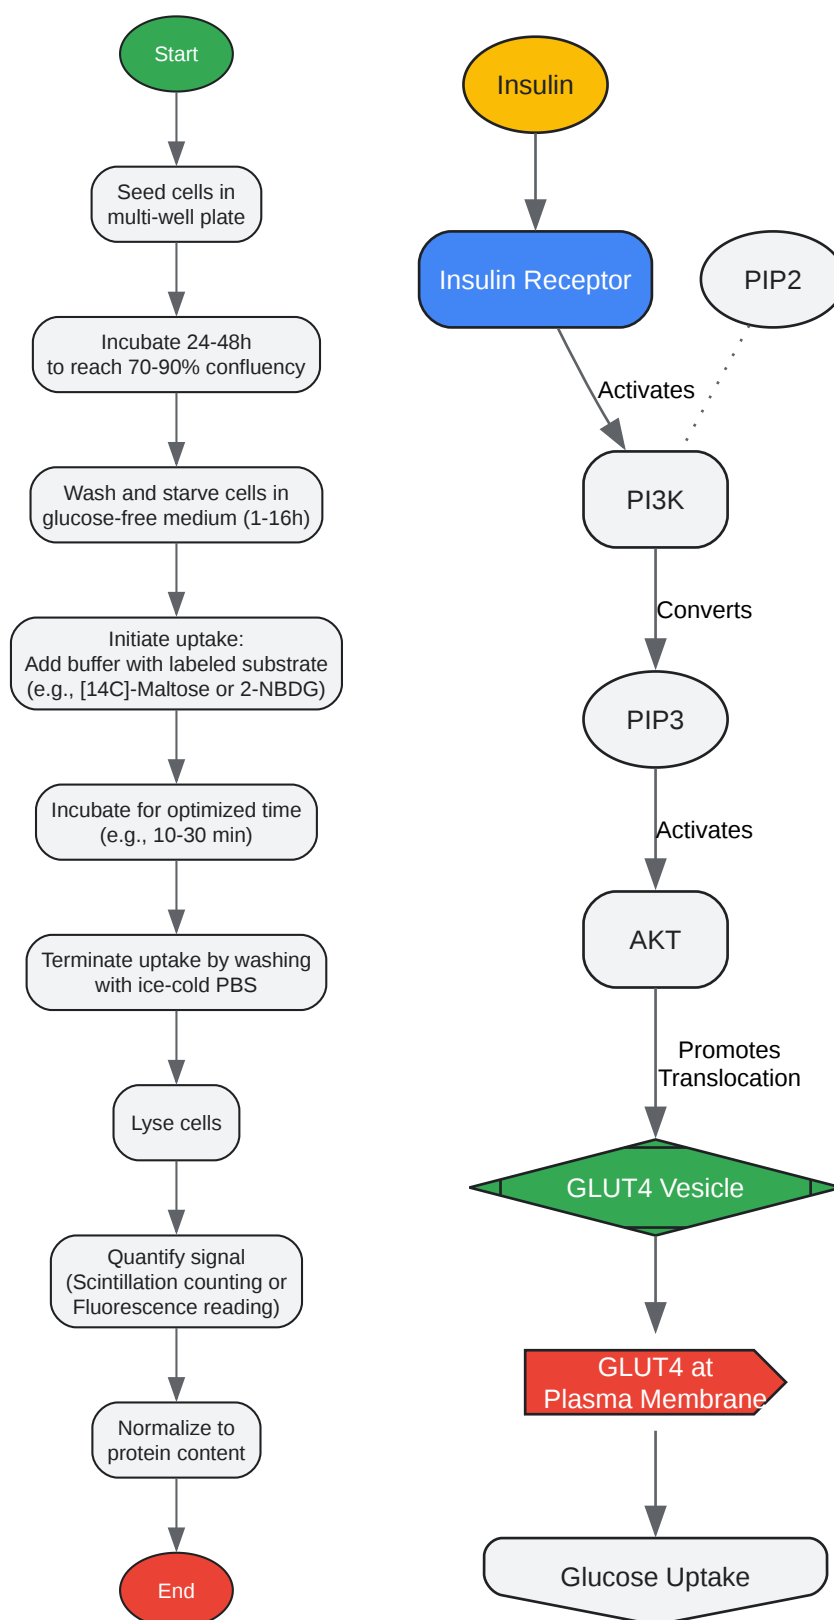 Start
Seed cells in
multi-well plate
Incubate 24-48h
to reach 70-90% confluency
Wash and starve cells in
glucose-free medium (1-16h)
Initiate uptake:
Add buffer with labeled substrate
(e.g., [14C]-Maltose or 2-NBDG)
Incubate for optimized time
(e.g., 10-30 min)
Terminate uptake by washing
with ice-cold PBS
Lyse cells
Quantify signal
(Scintillation counting or
Fluorescence reading)
Normalize to
protein content
End
Insulin
Insulin Receptor
PIP2
Activates
PI3K
Converts
PIP3
Activates
AKT
Promotes
Translocation
GLUT4 Vesicle
GLUT4 at
Plasma Membrane
Glucose Uptake